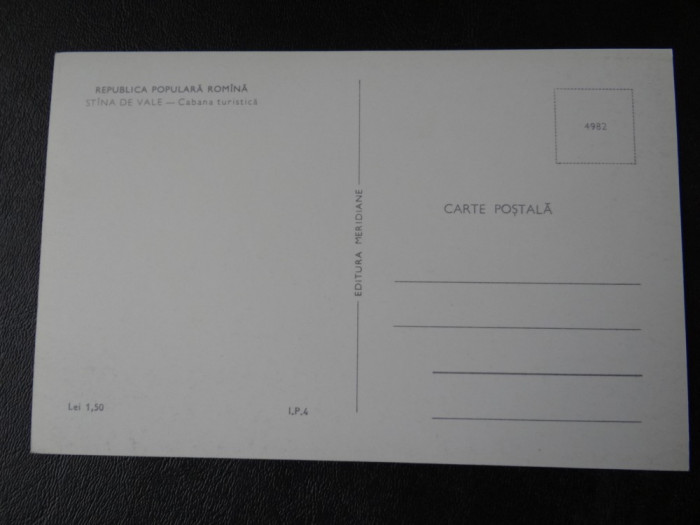 REPUBLICA POPULARĂ ROMÎNĂ
STÎNA DE VALE — Cabana turistică
Lei 1,50
I.P.4
EDITURA MERIDIANE
4982
CARTE POȘTALĂ